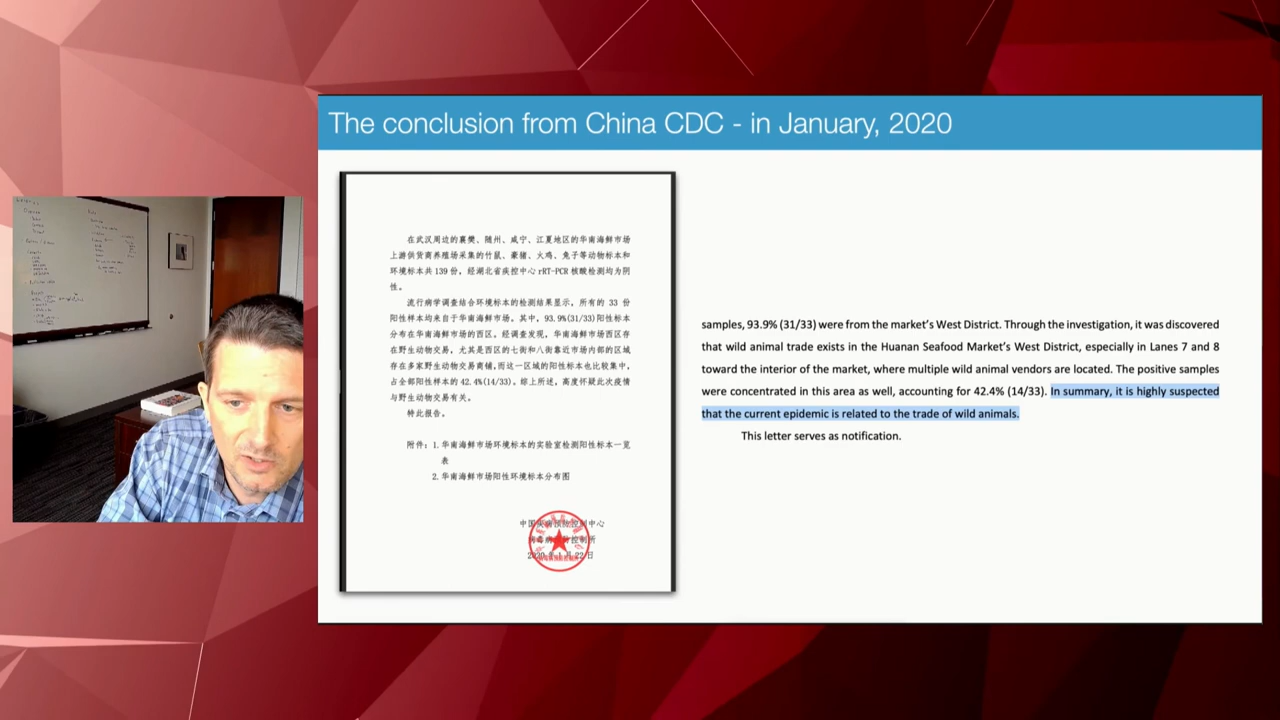 The conclusion from China CDC - in January, 2020
在武汉周边的襄樊、随州、咸宁、江夏地区的华南海鲜市场
上游供货商养殖场采集的竹鼠、豪猪、火鸡、兔子等动物标本和
环境标本共 139 份，经湖北省疾控中心 rRT-PCR 核酸检测均为阴
性。
流行病学调查结合环境标本的检测结果显示，所有的 33 份
阳性样本均来自于华南海鲜市场。其中，93.9%(31/33)阳性标本
分布在华南海鲜市场的西区。经调查发现，华南海鲜市场西区存
在野生动物交易，尤其是西区的七街和八街靠近市场内部的区域
存在多家野生动物交易商铺,而这一区域的阳性标本也比较集中，
占全部阳性样本的 42.4%(14/33)。综上所述，高度怀疑此次疫情
与野生动物交易有关。
特此报告。
附件：1.华南海鲜市场环境标本的实验室检测阳性标本一览
表
2.华南海鲜市场阳性环境标本分布图
中国疾病预防控制中心
samples, 93.9% (31/33) were from the market's West District. Through the investigation, it was discovered
that wild animal trade exists in the Huanan Seafood Market's West District, especially in Lanes 7 and 8
toward the interior of the market, where multiple wild animal vendors are located. The positive samples
were concentrated in this area as well, accounting for 42.4% (14/33). In summary, it is highly suspected
that the current epidemic is related to the trade of wild animals.
This letter serves as notification.